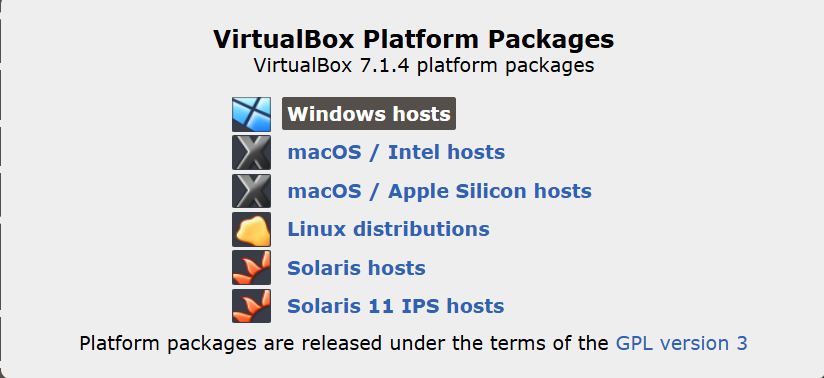 VirtualBox Platform Packages
VirtualBox 7.1.4 platform packages
Windows hosts
macOS / Intel hosts
macOS / Apple Silicon hosts
Linux distributions
Solaris hosts
Solaris 11 IPS hosts
Platform packages are released under the terms of the GPL version 3